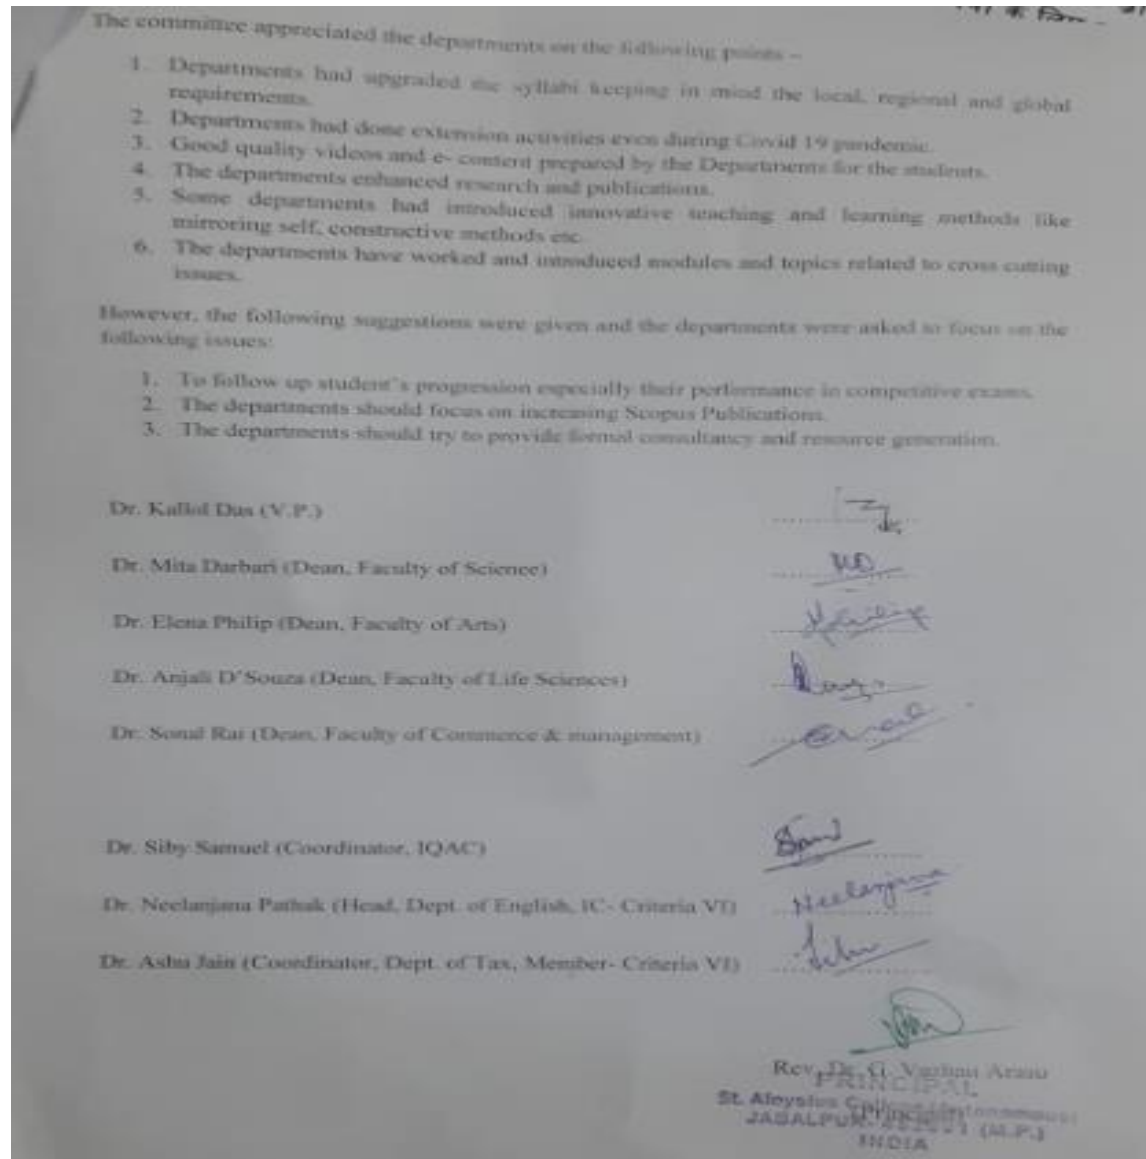 के लिए -
The committee appreciated the departments on the following points –
1. Departments had upgraded the syllabi keeping in mind the local, regional and global
requirements.
2. Departments had done extension activities even during Covid 19 pandemic.
3. Good quality videos and e- content prepared by the Departments for the students.
4. The departments enhanced research and publications.
5. Some departments had introduced innovative teaching and learning methods like
mirroring self, constructive methods etc
6. The departments have worked and introduced modules and topics related to cross cutting
issues.
However, the following suggestions were given and the departments were asked to focus on the
following issues:
1. To follow up student's progression especially their performance in competitive exams.
2. The departments should focus on increasing Scopus Publications.
3. The departments should try to provide formal consultancy and resource generation.
Dr. Kallol Das (V.P.)
Dr. Mita Darbari (Dean, Faculty of Science)
Dr. Elena Philip (Dean, Faculty of Arts)
Dr. Anjali D'Souza (Dean, Faculty of Life Sciences)
Dr. Sonal Rai (Dean, Faculty of Commerce & management)
Dr. Siby Samuel (Coordinator, IQAC)
Dr. Neelanjana Pathak (Head, Dept. of English, IC- Criteria VI) Neelanjana
Dr. Ashu Jain (Coordinator, Dept. of Tax, Member- Criteria VI)
Rev. Dr. G. Vazhan Arasu
PRINCIPAL
St. Aloysius College (Autonomous)
(Principal)
JABALPUR- 482001 (M.P.)
INDIA